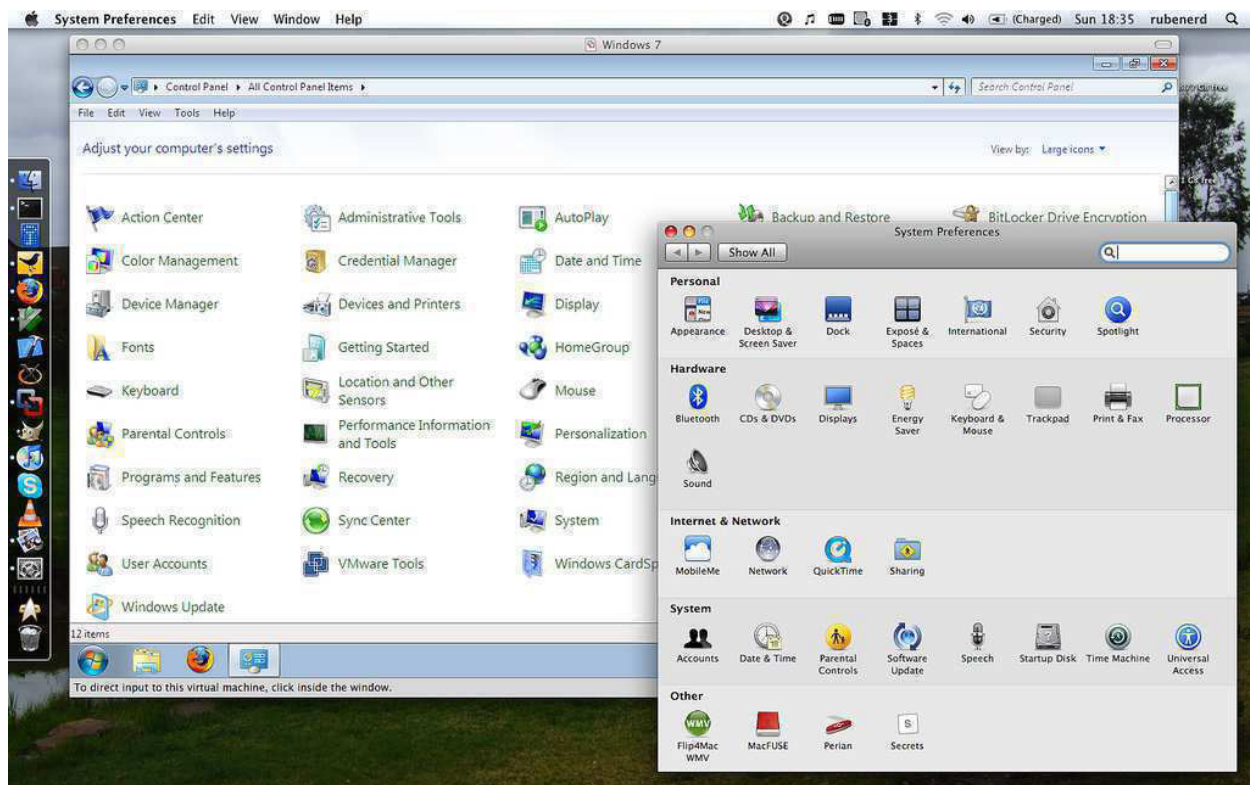 System Preferences Edit View Window Help (Charged) Sun 18:35 rubenerd
Windows 7
Control Panel All Control Panel Items Search Control Panel
File Edit View Tools Help
Adjust your computer's settings View by: Large icons
Action Center Administrative Tools AutoPlay Backup and Restore BitLocker Drive Encryption
Color Management Credential Manager Date and Time
Device Manager Devices and Printers Display
Fonts Getting Started HomeGroup
Keyboard Location and Other
Sensors Mouse
Parental Controls Performance Information
and Tools Personalization
Programs and Features Recovery Region and Lang
Speech Recognition Sync Center System
User Accounts VMware Tools Windows CardSp
Windows Update
12 items
To direct input to this virtual machine, click inside the window.
System Preferences
Show All
Personal
Appearance Desktop &
Screen Saver Dock Exposé &
Spaces International Security Spotlight
Hardware
Bluetooth CDs & DVDs Displays Energy
Saver Keyboard &
Mouse Trackpad Print & Fax Processor
Sound
Internet & Network
MobileMe Network QuickTime Sharing
System
Accounts Date & Time Parental
Controls Software
Update Speech Startup Disk Time Machine Universal
Access
Other
WMV S
Flip4Mac
WMV MacFUSE Perian Secrets